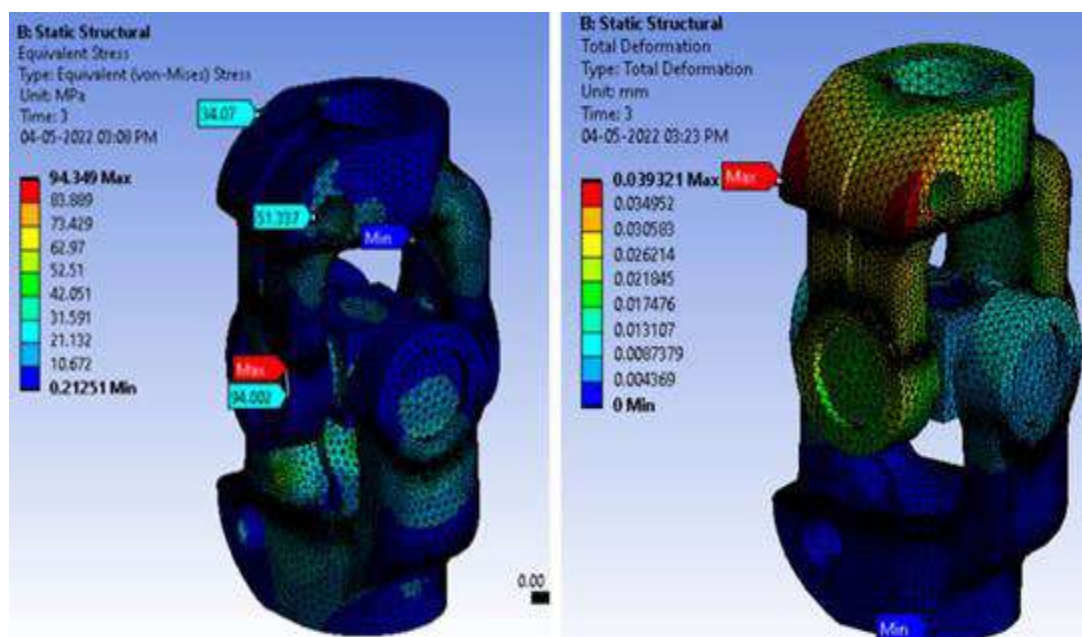 B: Static Structural
Equivalent Stress
Type: Equivalent (von-Mises) Stress
Unit: MPa
Time: 3
04-05-2022 03:08 PM
94.349 Max
83.889
73.429
62.97
52.51
42.051
31.591
21.132
10.672
0.21251 Min
34.07
51.337
Min
Max
94.002
0.00
B: Static Structural
Total Deformation
Type: Total Deformation
Unit: mm
Time: 3
04-05-2022 03:23 PM
0.039321 Max
0.034952
0.030583
0.026214
0.021845
0.017476
0.013107
0.0087379
0.004369
0 Min
Max
Min